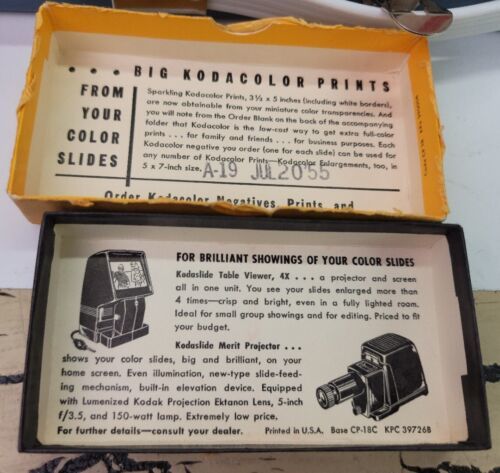 . . . BIG KODACOLOR PRINTS
FROM
YOUR
COLOR
SLIDES
Sparkling Kodacolor Prints, 3½ x 5 inches (including white borders),
are now obtainable from your miniature color transparencies. And
you will note from the Order Blank on the back of the accompanying
folder that Kodacolor is the low-cost way to get extra full-color
prints . . . for family and friends . . . for business purposes. Each
Kodacolor negative you order (one for each slide) can be used for
any number of Kodacolor Prints—Kodacolor Enlargements, too, in
5 x 7-inch size.
A-19 JUL 20'55
Order Kodacolor Negatives, Prints, and
FOR BRILLIANT SHOWINGS OF YOUR COLOR SLIDES
Kodaslide Table Viewer, 4X . . . a projector and screen
all in one unit. You see your slides enlarged more than
4 times—crisp and bright, even in a fully lighted room.
Ideal for small group showings and for editing. Priced to fit
your budget.
Kodaslide Merit Projector . . .
shows your color slides, big and brilliant, on your
home screen. Even illumination, new-type slide-feed-
ing mechanism, built-in elevation device. Equipped
with Lumenized Kodak Projection Ektanon Lens, 5-inch
f/3.5, and 150-watt lamp. Extremely low price.
For further details—consult your dealer.
Printed in U.S.A. Base CP-18C KPC 39726B